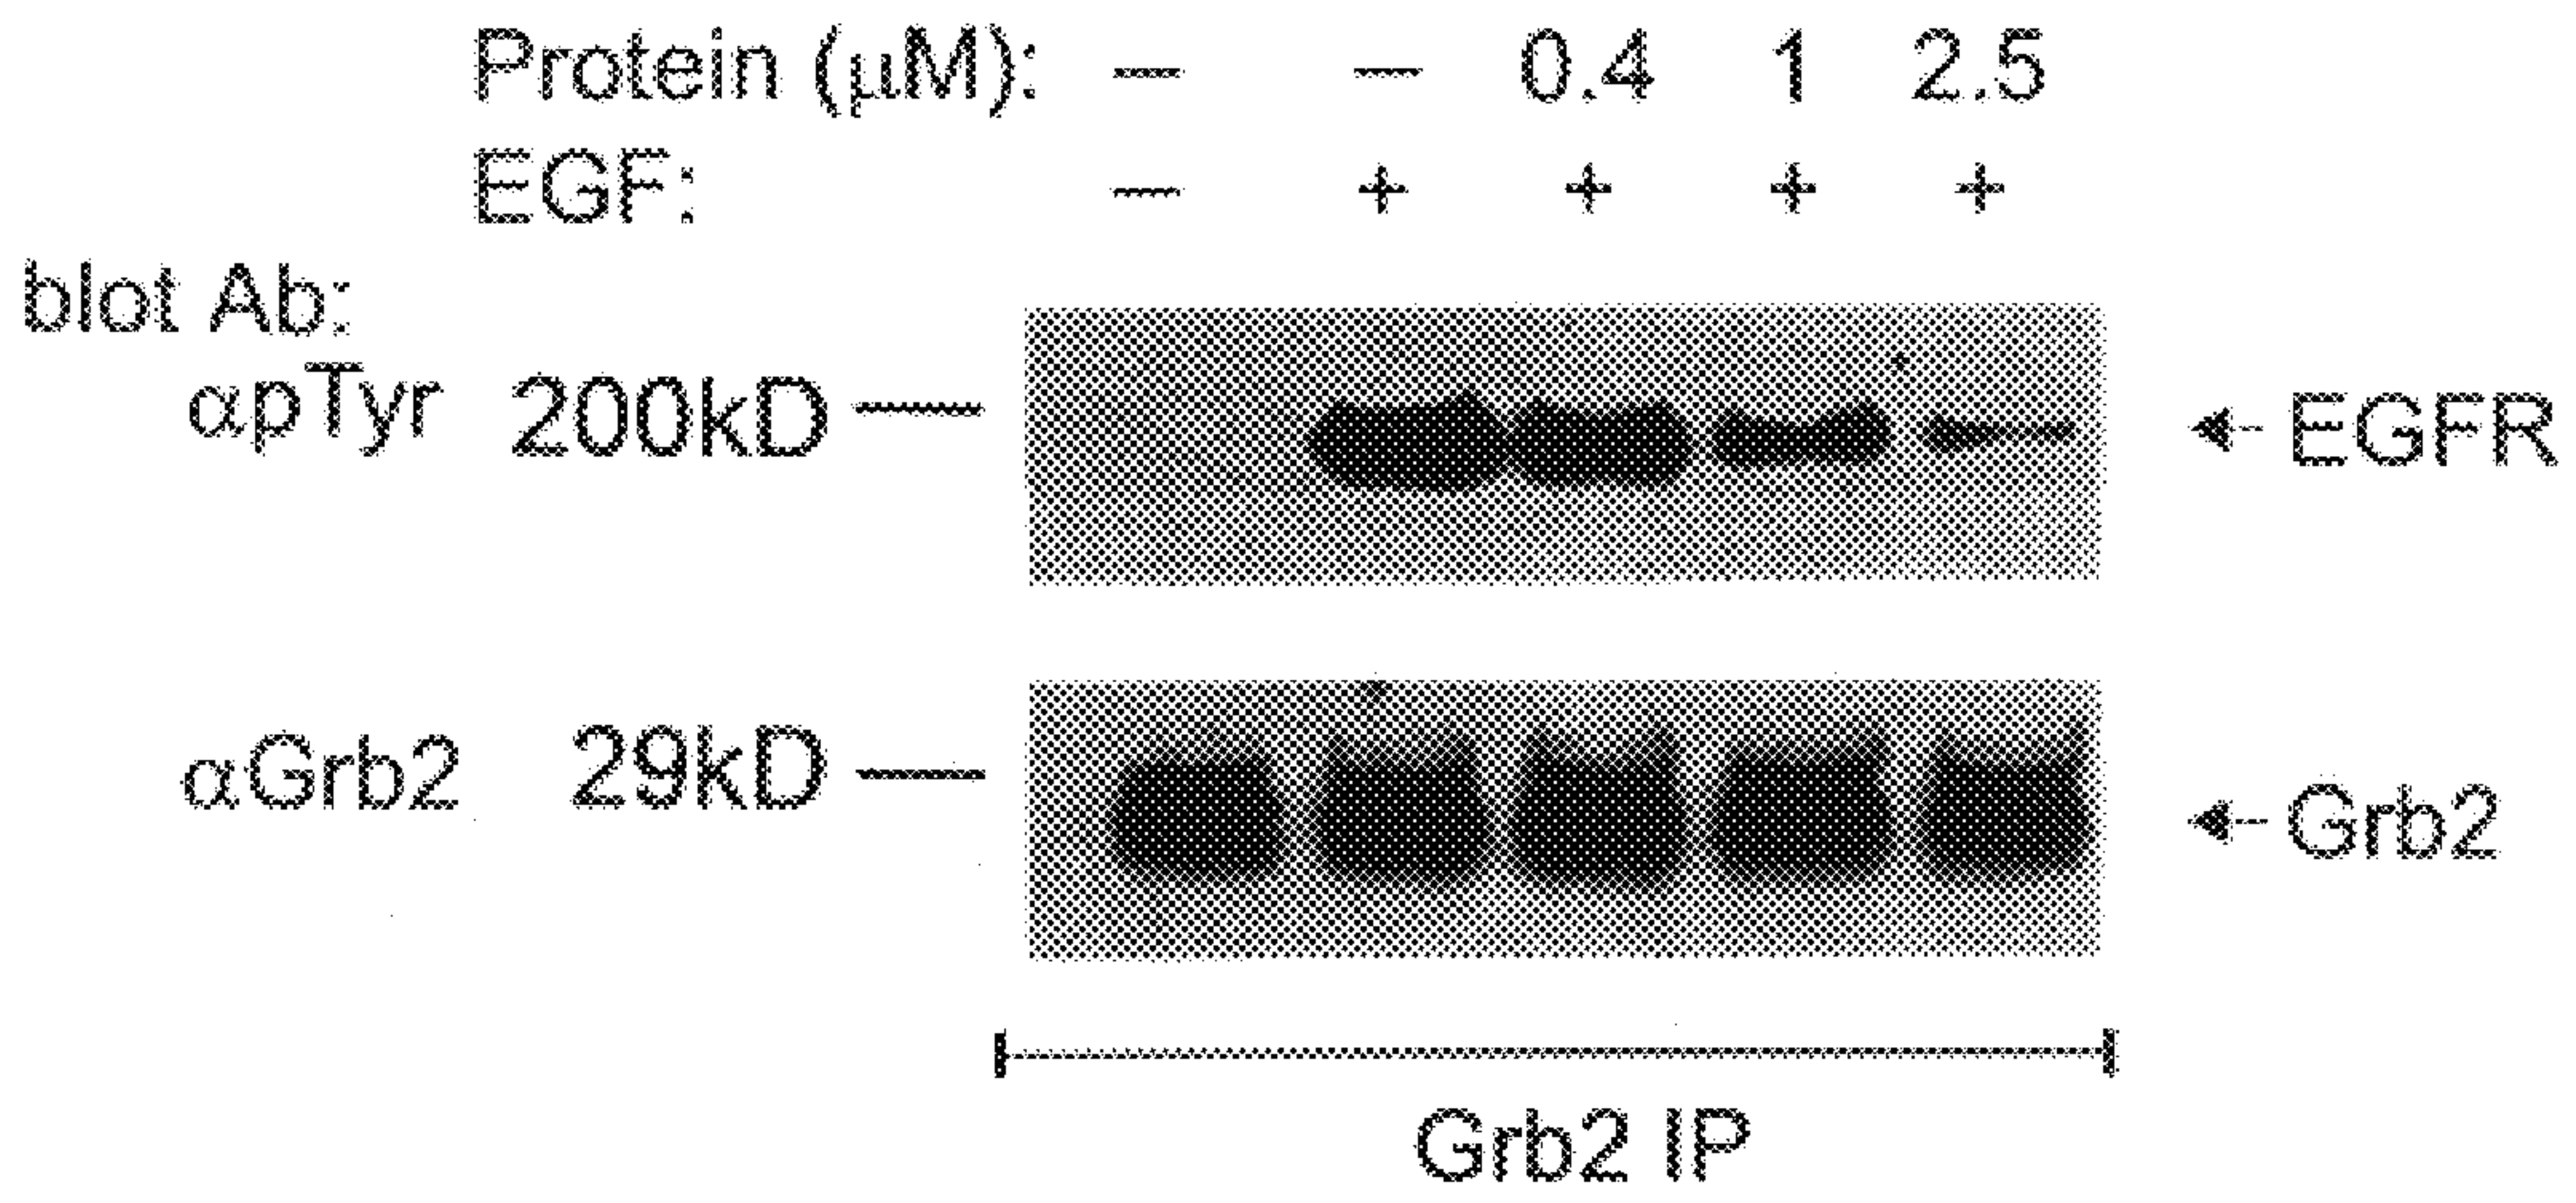 Protein (μM): — — 0.4 1 2.5
EGF: — + + + +
blot Ab:
αpTyr 200kD — EGFR
αGrb2 29kD — Grb2
Grb2 IP